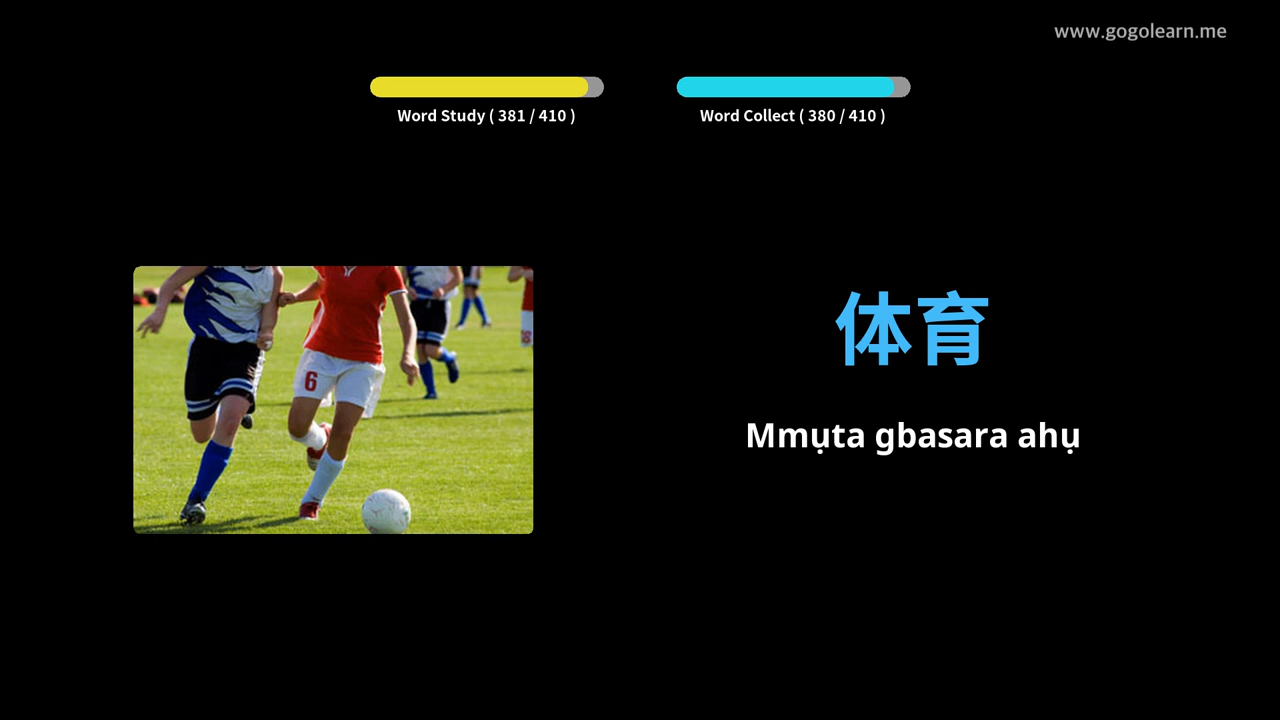 www.gogolearn.me
Word Study ( 381 / 410 )
Word Collect ( 380 / 410 )
体育
Mmụta gbasara ahụ
6